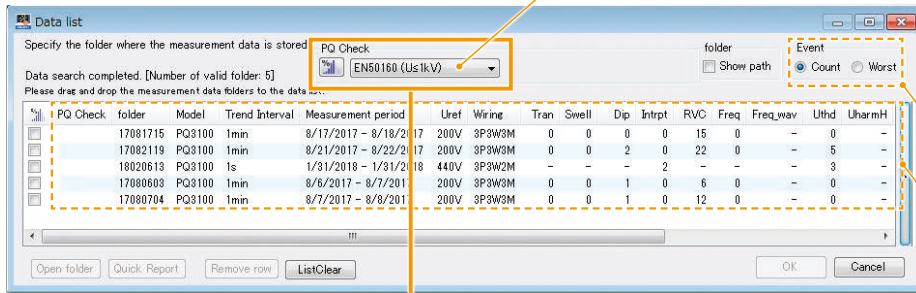 Data list
Specify the folder where the measurement data is stored
PQ Check
EN50160 (U≤1kV)
folder
Show path
Event
Count Worst
Data search completed. [Number of valid folder: 5]
Please drag and drop the measurement data folders to the data list.
PQ Check folder Model Trend Interval Measurement period Uref Wiring Tran Swell Dip Intrpt RVC Freq Freq_wav Uthd UharmH
17081715 PQ3100 1min 8/17/2017 - 8/18/2017 200V 3P3W3M 0 0 0 0 15 0 - 0 -
17082119 PQ3100 1min 8/21/2017 - 8/22/2017 200V 3P3W3M 0 0 2 0 22 0 - 5 -
18020613 PQ3100 1s 1/31/2018 - 1/31/2018 440V 3P3W2M - - - 2 - - - 3 -
17080603 PQ3100 1min 8/6/2017 - 8/7/2017 200V 3P3W3M 0 0 1 0 6 0 - 0 -
17080704 PQ3100 1min 8/7/2017 - 8/8/2017 200V 3P3W3M 0 0 1 0 12 0 - 0 -
Open folder Quick Report Remove row ListClear OK Cancel